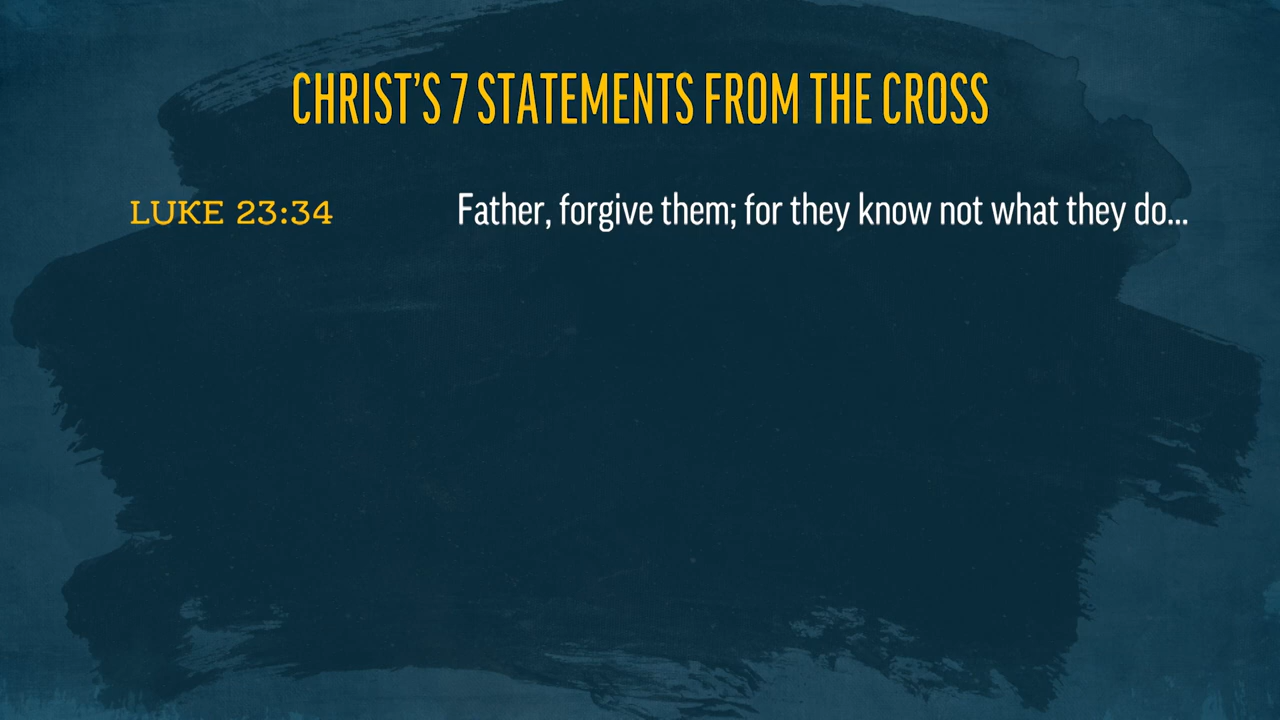 CHRIST'S 7 STATEMENTS FROM THE CROSS
LUKE 23:34 Father, forgive them; for they know not what they do...